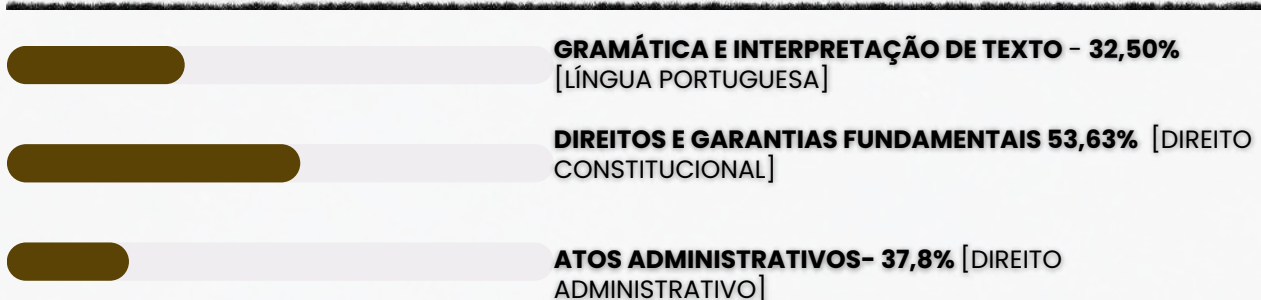 GRAMÁTICA E INTERPRETAÇÃO DE TEXTO - 32,50%
[LÍNGUA PORTUGUESA]
DIREITOS E GARANTIAS FUNDAMENTAIS 53,63% [DIREITO
CONSTITUCIONAL]
ATOS ADMINISTRATIVOS- 37,8% [DIREITO
ADMINISTRATIVO]